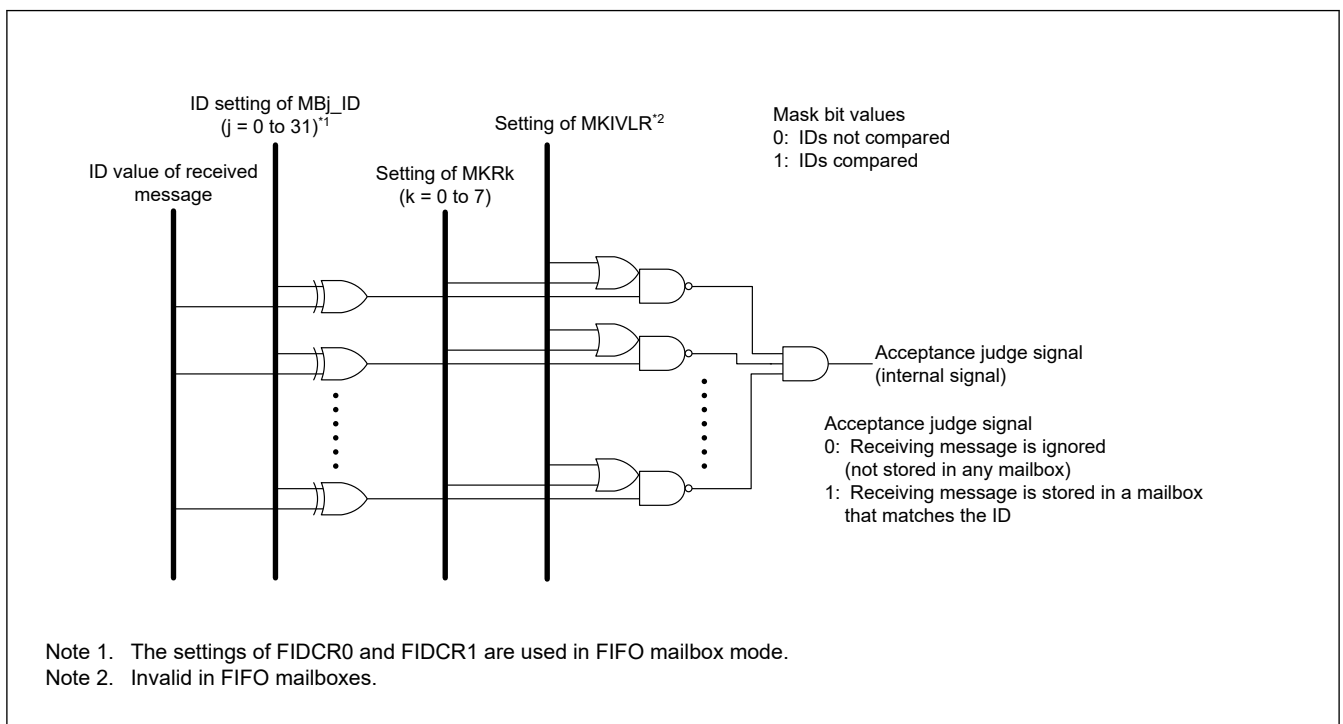 ID setting of MBj_ID
(j = 0 to 31)*1
Setting of MKIVLR*2
Mask bit values
0: IDs not compared
1: IDs compared
ID value of received
message
Setting of MKRk
(k = 0 to 7)
Acceptance judge signal
(internal signal)
Acceptance judge signal
0: Receiving message is ignored
(not stored in any mailbox)
1: Receiving message is stored in a mailbox
that matches the ID
Note 1. The settings of FIDCR0 and FIDCR1 are used in FIFO mailbox mode.
Note 2. Invalid in FIFO mailboxes.